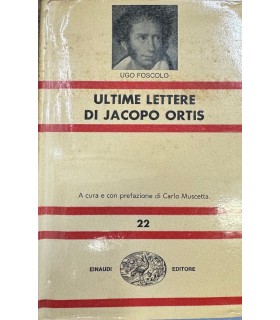 UGO FOSCOLO
ULTIME LETTERE
DI JACOPO ORTIS
A cura e con prefazione di Carlo Muscetta
22
EINAUDI EDITORE